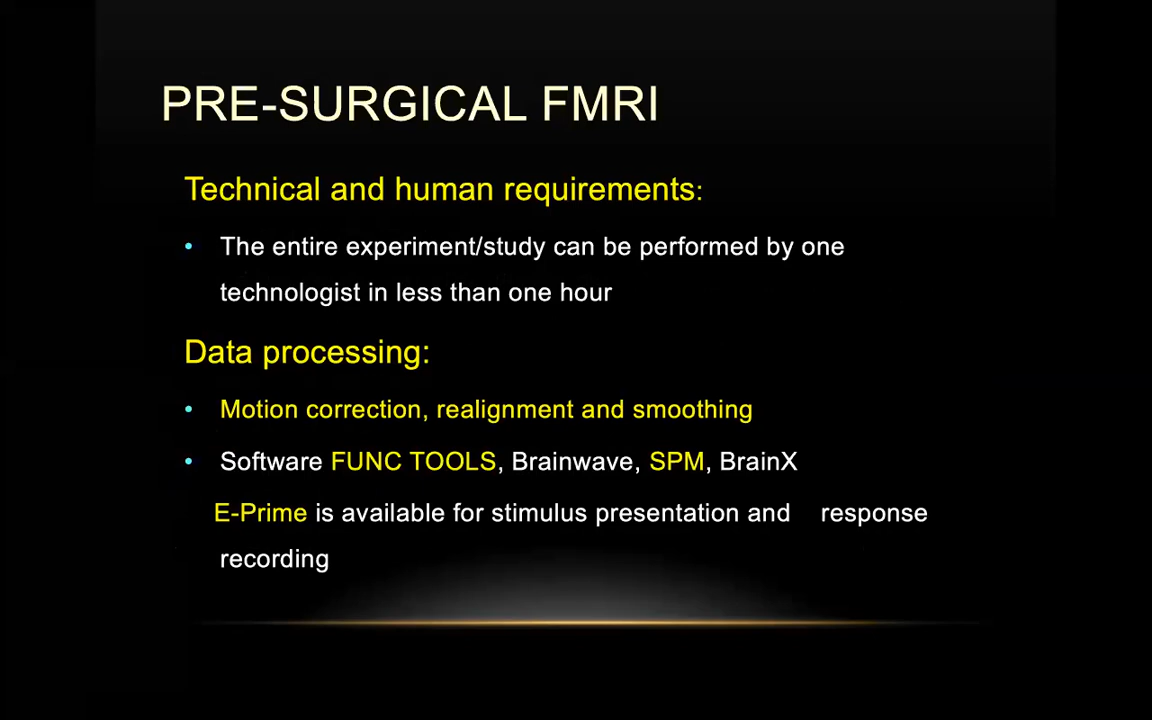 PRE-SURGICAL FMRI
Technical and human requirements:
• The entire experiment/study can be performed by one
technologist in less than one hour
Data processing:
• Motion correction, realignment and smoothing
• Software FUNC TOOLS, Brainwave, SPM, BrainX
E-Prime is available for stimulus presentation and response
recording